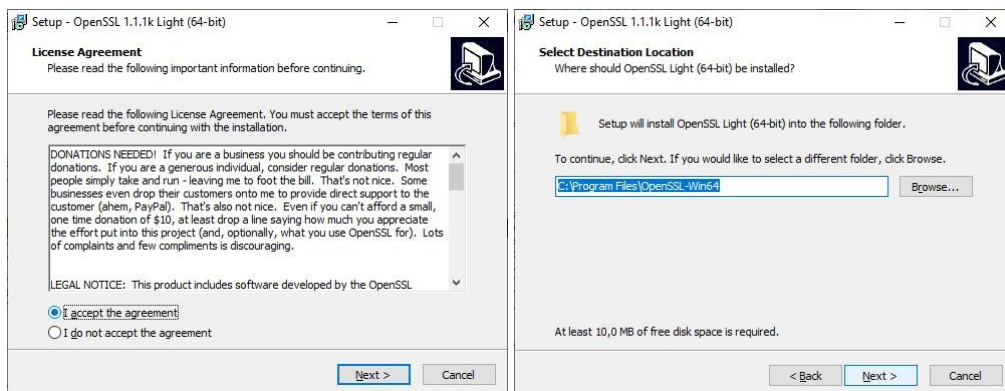 Setup - OpenSSL 1.1.1k Light (64-bit)
License Agreement
Please read the following important information before continuing.
Please read the following License Agreement. You must accept the terms of this
agreement before continuing with the installation.
DONATIONS NEEDED! If you are a business you should be contributing regular
donations. If you are a generous individual, consider regular donations. Most
people simply take and run - leaving me to foot the bill. That's not nice. Some
businesses even drop their customers onto me to provide direct support to the
customer (ahem, PayPal). That's also not nice. Even if you can't afford a small,
one time donation of $10, at least drop a line saying how much you appreciate
the effort put into this project (and, optionally, what you use OpenSSL for). Lots
of complaints and few compliments is discouraging.
LEGAL NOTICE: This product includes software developed by the OpenSSL
I accept the agreement
I do not accept the agreement
Next >
Cancel
Setup - OpenSSL 1.1.1k Light (64-bit)
Select Destination Location
Where should OpenSSL Light (64-bit) be installed?
Setup will install OpenSSL Light (64-bit) into the following folder.
To continue, click Next. If you would like to select a different folder, click Browse.
C:\Program Files\OpenSSL-Win64
Browse...
At least 10,0 MB of free disk space is required.
< Back
Next >
Cancel